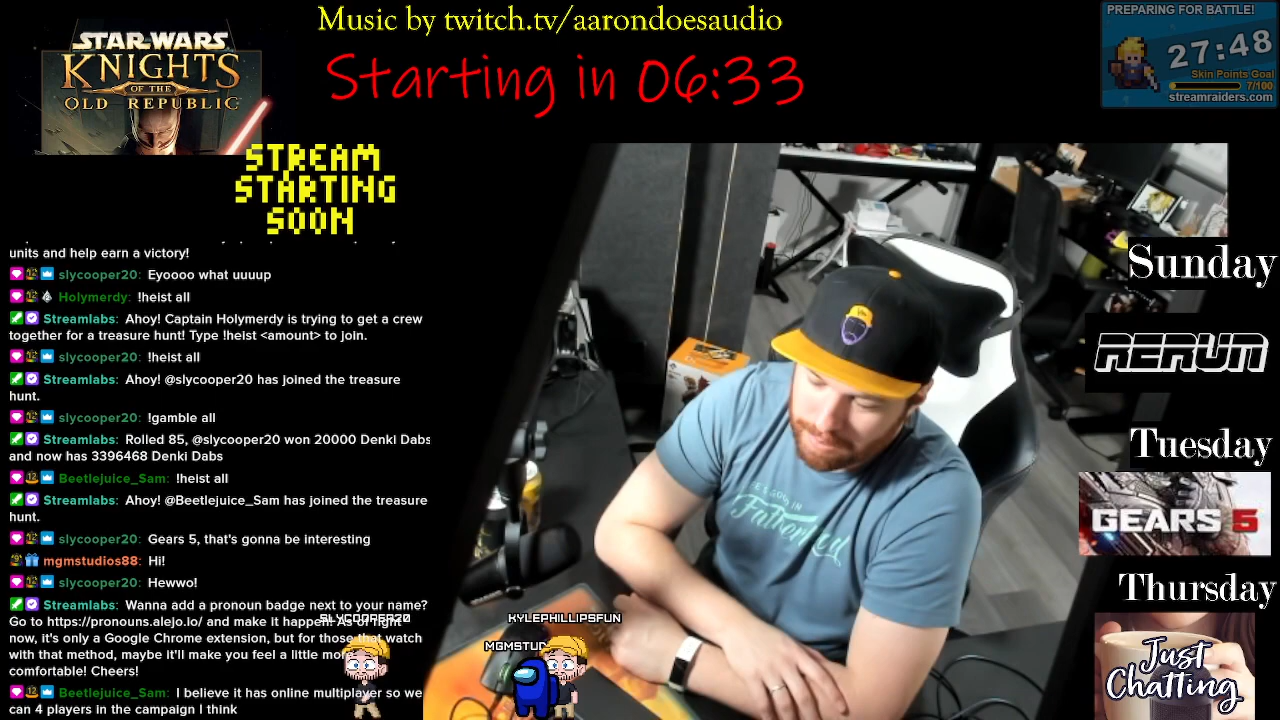 Music by twitch.tv/aarondoesaudio
Starting in 06:33
PREPARING FOR BATTLE!
27:48
Skin Points Goal
7/100
streamraiders.com
STAR WARS
KNIGHTS
OF THE
OLD REPUBLIC
STREAM
STARTING
SOON
units and help earn a victory!
slycooper20: Eyoooo what uuuup
Holymerdy: !heist all
Streamlabs: Ahoy! Captain Holymerdy is trying to get a crew
together for a treasure hunt! Type !heist <amount> to join.
slycooper20: !heist all
Streamlabs: Ahoy! @slycooper20 has joined the treasure
hunt.
slycooper20: !gamble all
Streamlabs: Rolled 85, @slycooper20 won 20000 Denki Dabs
and now has 3396468 Denki Dabs
Beetlejuice_Sam: !heist all
Streamlabs: Ahoy! @Beetlejuice_Sam has joined the treasure
hunt.
slycooper20: Gears 5, that's gonna be interesting
mgmstudios88: Hi!
slycooper20: Hewwo!
Streamlabs: Wanna add a pronoun badge next to your name?
Go to https://pronouns.alejo.io/ and make it happen! As of right
now, it's only a Google Chrome extension, but for those that watch
with that method, maybe it'll make you feel a little more
comfortable! Cheers!
Beetlejuice_Sam: I believe it has online multiplayer so we
can 4 players in the campaign I think
SLYCOOPER20
KYLEPHILLIPSFUN
MGMSTUD
Fathom
Sunday
RERUN
Tuesday
GEARS 5
Thursday
Just
Chatting